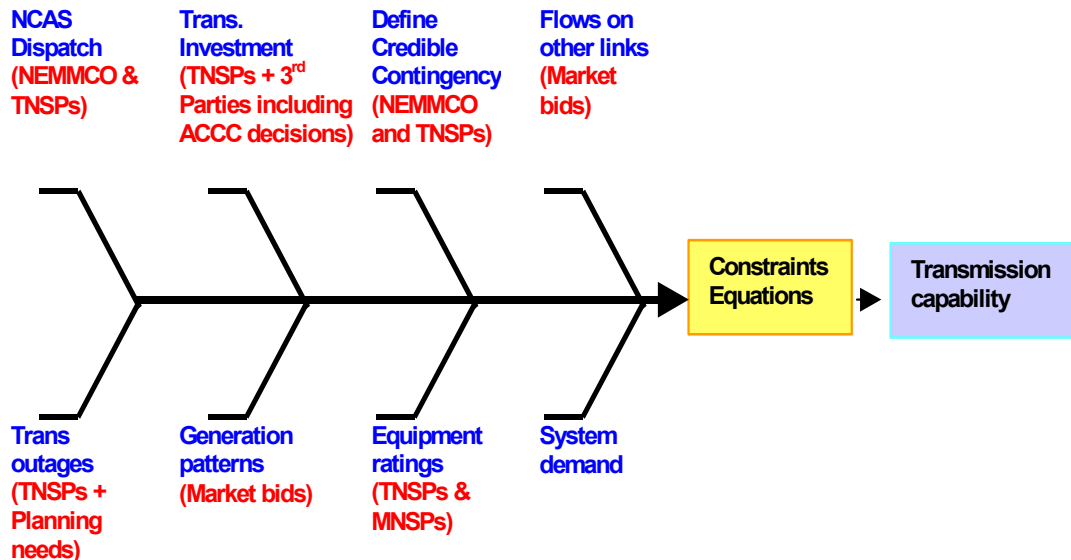 NCAS
Dispatch
(NEMMCO &
TNSPs)
Trans.
Investment
(TNSPs + 3rd
Parties including
ACCC decisions)
Define
Credible
Contingency
(NEMMCO
and TNSPs)
Flows on
other links
(Market
bids)
Constraints
Equations
Transmission
capability
Trans
outages
(TNSPs +
Planning
needs)
Generation
patterns
(Market bids)
Equipment
ratings
(TNSPs &
MNSPs)
System
demand